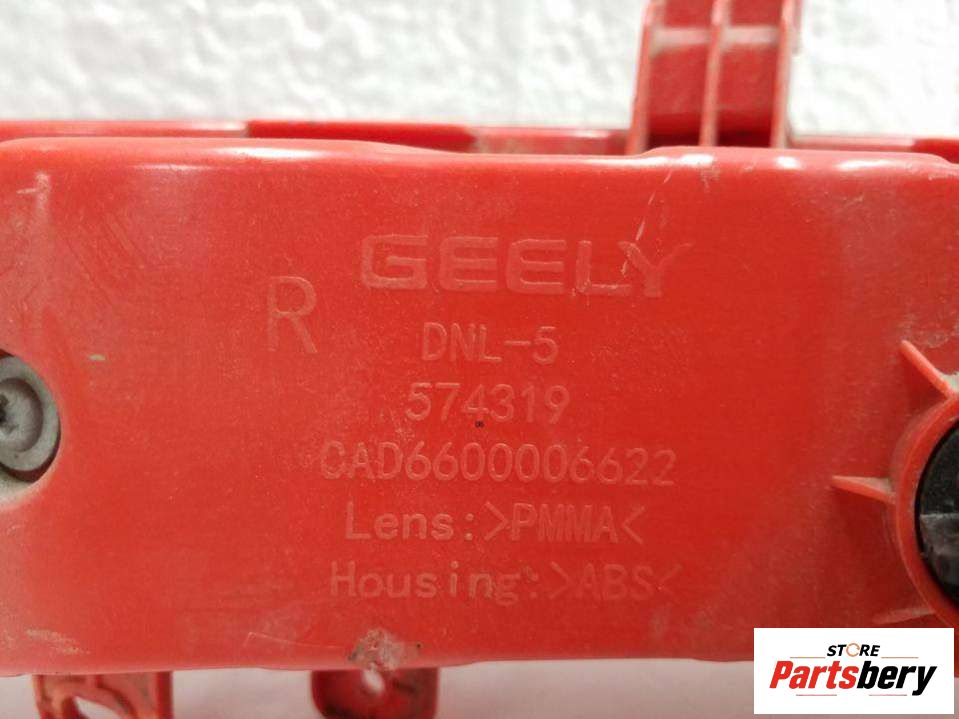 GEELY
R
DNL-5
574319
CAD6600006622
Lens:>PMMA<
Housing:>ABS<
STORE
Partsbery